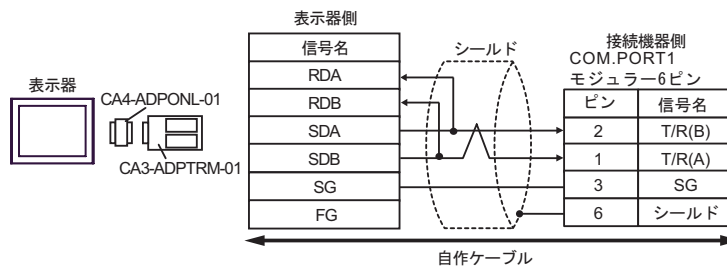 表示器
CA4-ADPONL-01
CA3-ADPTRM-01
表示器側
信号名
RDA
RDB
SDA
SDB
SG
FG
シールド
接続機器側
COM.PORT1
モジュラー6ピン
ピン 信号名
2 T/R(B)
1 T/R(A)
3 SG
6 シールド
自作ケーブル